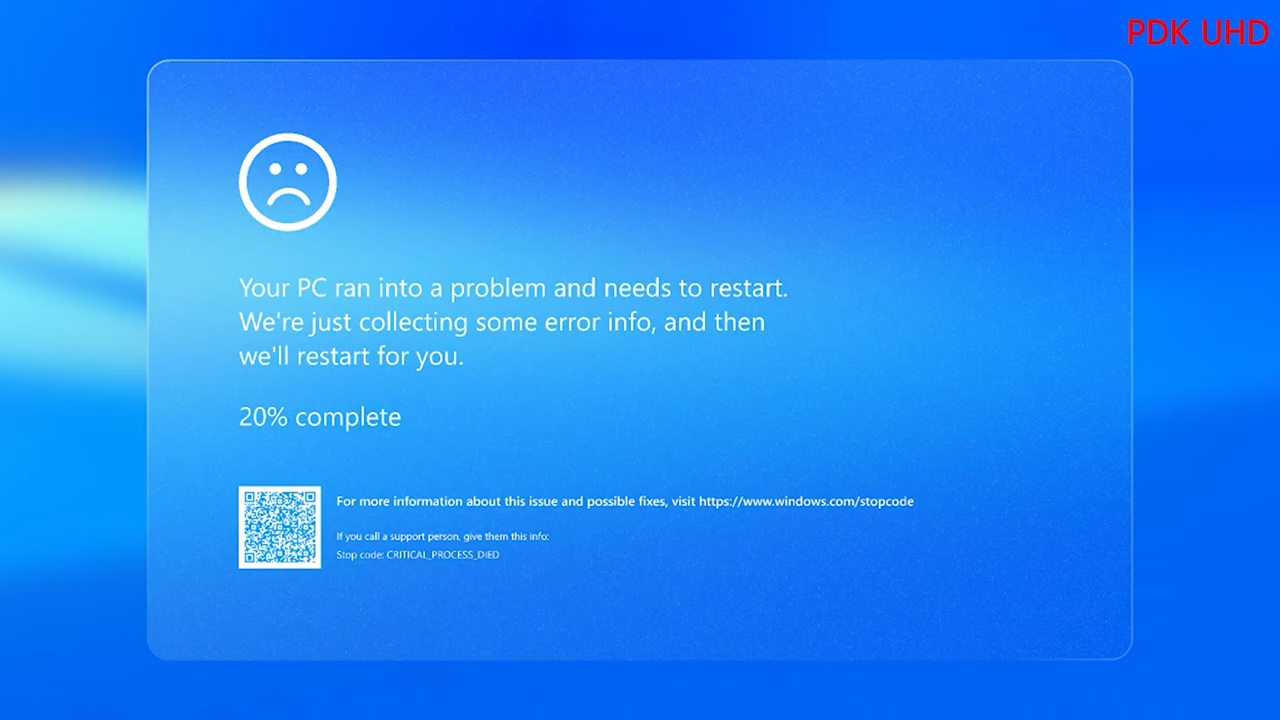 PDK UHD
Your PC ran into a problem and needs to restart.
We're just collecting some error info, and then
we'll restart for you.
20% complete
For more information about this issue and possible fixes, visit https://www.windows.com/stopcode
If you call a support person, give them this info:
Stop code: CRITICAL_PROCESS_DIED